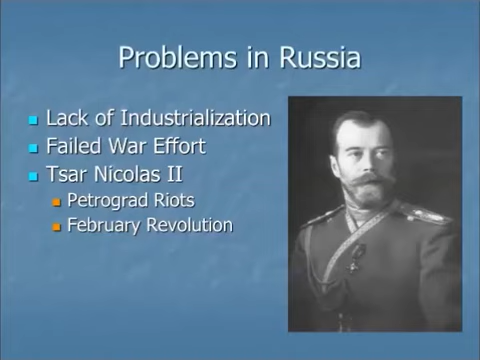 Problems in Russia
Lack of Industrialization
Failed War Effort
Tsar Nicolas II
Petrograd Riots
February Revolution